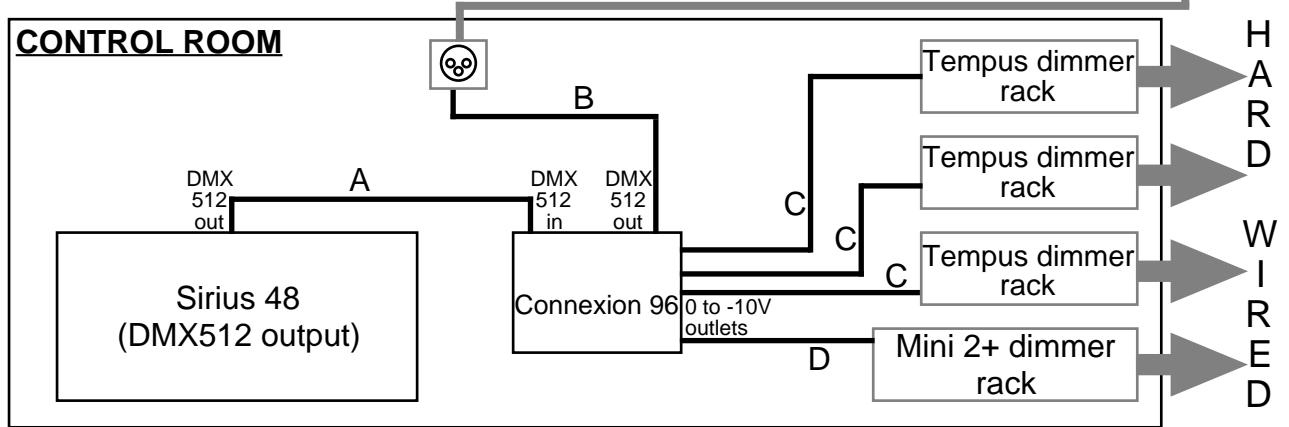 CONTROL ROOM
DMX
512
out
A
DMX
512
in
DMX
512
out
B
C
C
C
D
Sirius 48
(DMX512 output)
Connexion 96
0 to -10V
outlets
Tempus dimmer
rack
Tempus dimmer
rack
Tempus dimmer
rack
Mini 2+ dimmer
rack
H
A
R
D
W
I
R
E
D